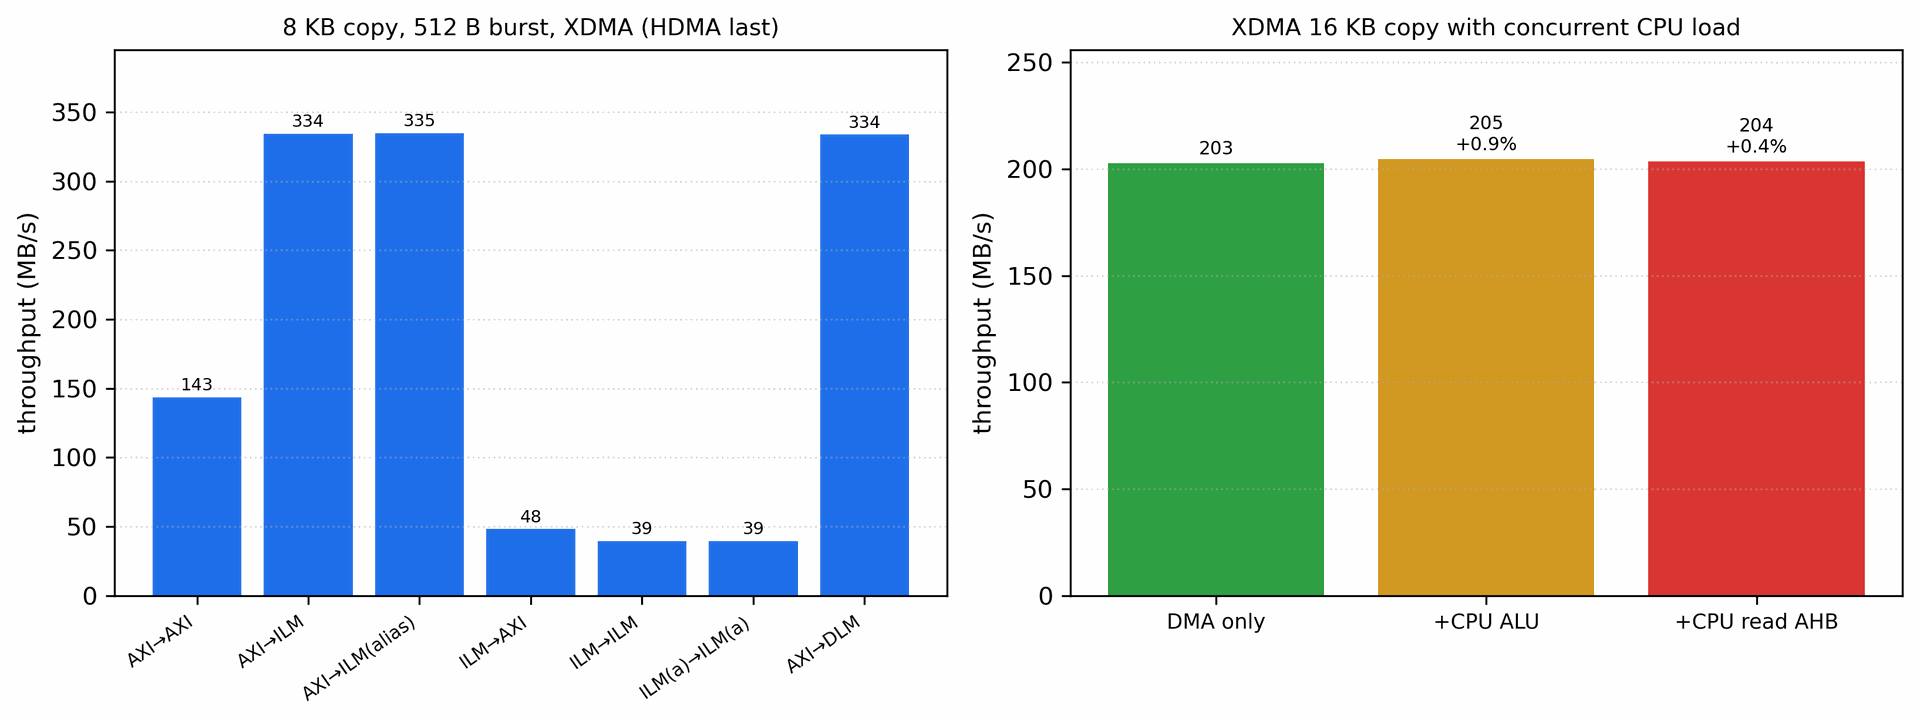 8 KB copy, 512 B burst, XDMA (HDMA last)
throughput (MB/s)
350
300
250
200
150
100
50
0
143
334
335
48
39
39
334
AXI→AXI
AXI→ILM
AXI→ILM(alias)
ILM→AXI
ILM→ILM
ILM(a)→ILM(a)
AXI→DLM
XDMA 16 KB copy with concurrent CPU load
throughput (MB/s)
250
200
150
100
50
0
203
205
+0.9%
204
+0.4%
DMA only
+CPU ALU
+CPU read AHB